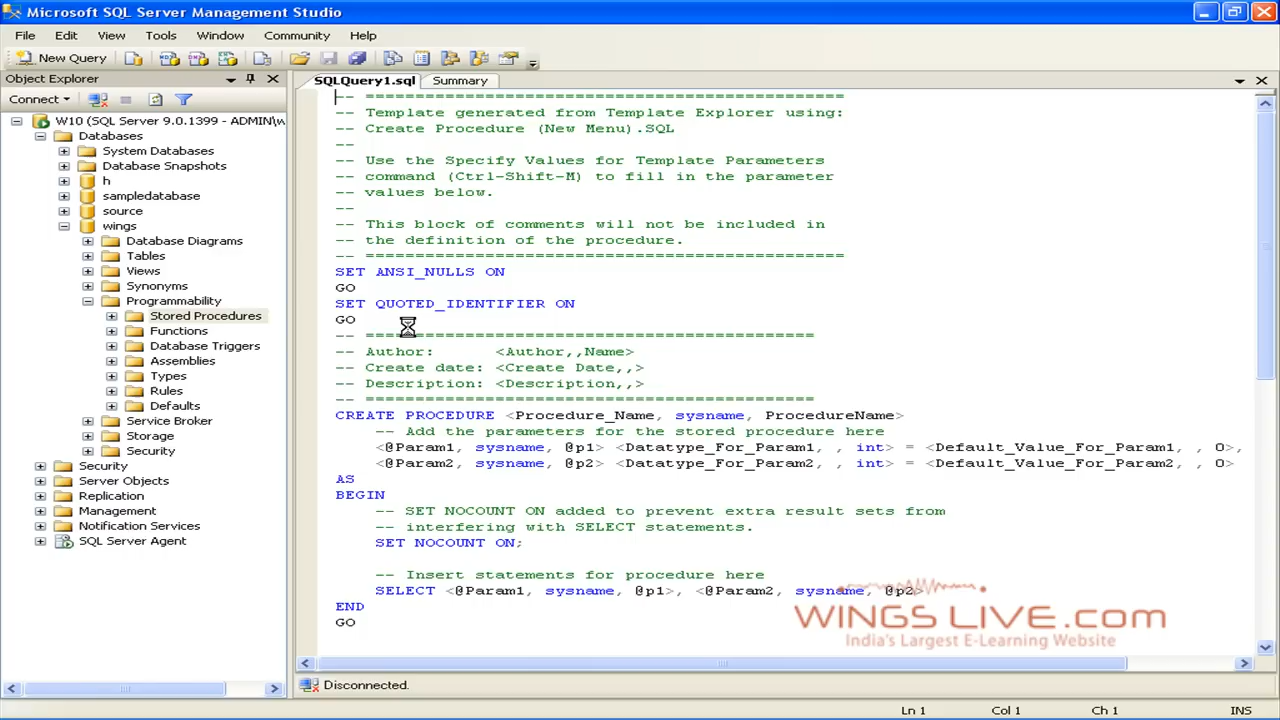 Microsoft SQL Server Management Studio
File Edit View Tools Window Community Help
New Query
Object Explorer
Connect
W10 (SQL Server 9.0.1399 - ADMIN\w
Databases
System Databases
Database Snapshots
h
sampledatabase
source
wings
Database Diagrams
Tables
Views
Synonyms
Programmability
Stored Procedures
Functions
Database Triggers
Assemblies
Types
Rules
Defaults
Service Broker
Storage
Security
Security
Server Objects
Replication
Management
Notification Services
SQL Server Agent
SQLQuery1.sql Summary
-- ================================================
-- Template generated from Template Explorer using:
-- Create Procedure (New Menu).SQL
--
-- Use the Specify Values for Template Parameters
-- command (Ctrl-Shift-M) to fill in the parameter
-- values below.
--
-- This block of comments will not be included in
-- the definition of the procedure.
-- ================================================
SET ANSI_NULLS ON
GO
SET QUOTED_IDENTIFIER ON
GO
-- =============================================
-- Author: <Author,,Name>
-- Create date: <Create Date,,>
-- Description: <Description,,>
-- =============================================
CREATE PROCEDURE <Procedure_Name, sysname, ProcedureName>
-- Add the parameters for the stored procedure here
<@Param1, sysname, @p1> <Datatype_For_Param1, , int> = <Default_Value_For_Param1, , 0>,
<@Param2, sysname, @p2> <Datatype_For_Param2, , int> = <Default_Value_For_Param2, , 0>
AS
BEGIN
-- SET NOCOUNT ON added to prevent extra result sets from
-- interfering with SELECT statements.
SET NOCOUNT ON;
-- Insert statements for procedure here
SELECT <@Param1, sysname, @p1>, <@Param2, sysname, @p2>
END
GO
WINGS LIVE.com
India's Largest E-Learning Website
Disconnected.
Ln 1 Col 1 Ch 1 INS